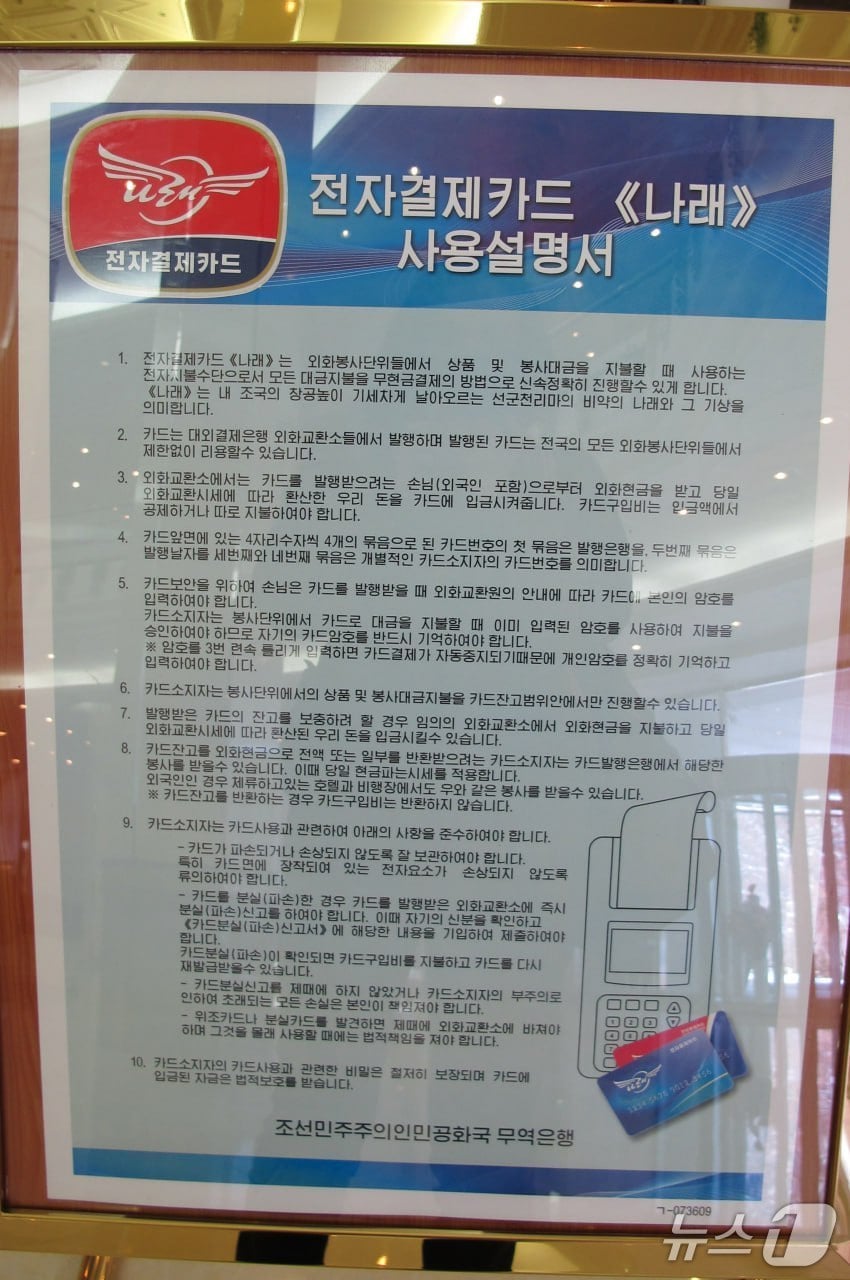 나래
전자결제카드
전자결제카드 《나래》
사용설명서
1. 전자결제카드《나래》는 외화봉사단위들에서 상품 및 봉사대금을 지불할 때 사용하는
전자지불수단으로서 모든 대금지불을 무현금결제의 방법으로 신속정확히 진행할수 있게 합니다.
《나래》는 내 조국의 창공높이 기세차게 날아오르는 선군천리마의 비약의 나래와 그 기상을
의미합니다.
2. 카드는 대외결제은행 외화교환소들에서 발행하며 발행된 카드는 전국의 모든 외화봉사단위들에서
제한없이 리용할수 있습니다.
3. 외화교환소에서는 카드를 발행받으려는 손님(외국인 포함)으로부터 외화현금을 받고 당일
외화교환시세에 따라 환산한 우리 돈을 카드에 입금시켜줍니다. 카드구입비는 입금액에서
공제하거나 따로 지불하여야 합니다.
4. 카드앞면에 있는 4자리수자씩 4개의 묶음으로 된 카드번호의 첫 묶음은 발행은행을, 두번째 묶음은
발행날자를 세번째와 네번째 묶음은 개별적인 카드소지자의 카드번호를 의미합니다.
5. 카드보안을 위하여 손님은 카드를 발행받을 때 외화교환원의 안내에 따라 카드에 본인의 암호를
입력하여야 합니다.
카드소지자는 봉사단위에서 카드로 대금을 지불할 때 이미 입력된 암호를 사용하여 지불을
승인하여야 하므로 자기의 카드암호를 반드시 기억하여야 합니다.
※ 암호를 3번 련속 틀리게 입력하면 카드결제가 자동중지되기때문에 개인암호를 정확히 기억하고
입력하여야 합니다.
6. 카드소지자는 봉사단위에서의 상품 및 봉사대금지불을 카드잔고범위안에서만 진행할수 있습니다.
7. 발행받은 카드의 잔고를 보충하려 할 경우 임의의 외화교환소에서 외화현금을 지불하고 당일
외화교환시세에 따라 환산된 우리 돈을 입금시킬수 있습니다.
8. 카드잔고를 외화현금으로 전액 또는 일부를 반환받으려는 카드소지자는 카드발행은행에서 해당한
봉사를 받을수 있습니다. 이때 당일 현금파는시세를 적용합니다.
외국인인 경우 체류하고있는 호텔과 비행장에서도 우와 같은 봉사를 받을수 있습니다.
※ 카드잔고를 반환하는 경우 카드구입비는 반환하지 않습니다.
9. 카드소지자는 카드사용과 관련하여 아래의 사항을 준수하여야 합니다.
- 카드가 파손되거나 손상되지 않도록 잘 보관하여야 합니다.
특히 카드면에 장착되여 있는 전자요소가 손상되지 않도록
류의하여야 합니다.
- 카드를 분실(파손)한 경우 카드를 발행받은 외화교환소에 즉시
분실(파손)신고를 하여야 합니다. 이때 자기의 신분을 확인하고
《카드분실(파손)신고서》에 해당한 내용을 기입하여 제출하여야
합니다.
카드분실(파손)이 확인되면 카드구입비를 지불하고 카드를 다시
재발급받을수 있습니다.
- 카드분실신고를 제때에 하지 않았거나 카드소지자의 부주의로
인하여 초래되는 모든 손실은 본인이 책임져야 합니다.
- 위조카드나 분실카드를 발견하면 제때에 외화교환소에 바쳐야
하며 그것을 몰래 사용할 때에는 법적책임을 져야 합니다.
10. 카드소지자의 카드사용과 관련한 비밀은 철저히 보장되며 카드에
입금된 자금은 법적보호를 받습니다.
조선민주주의인민공화국 무역은행
ㄱ-073609
뉴스1